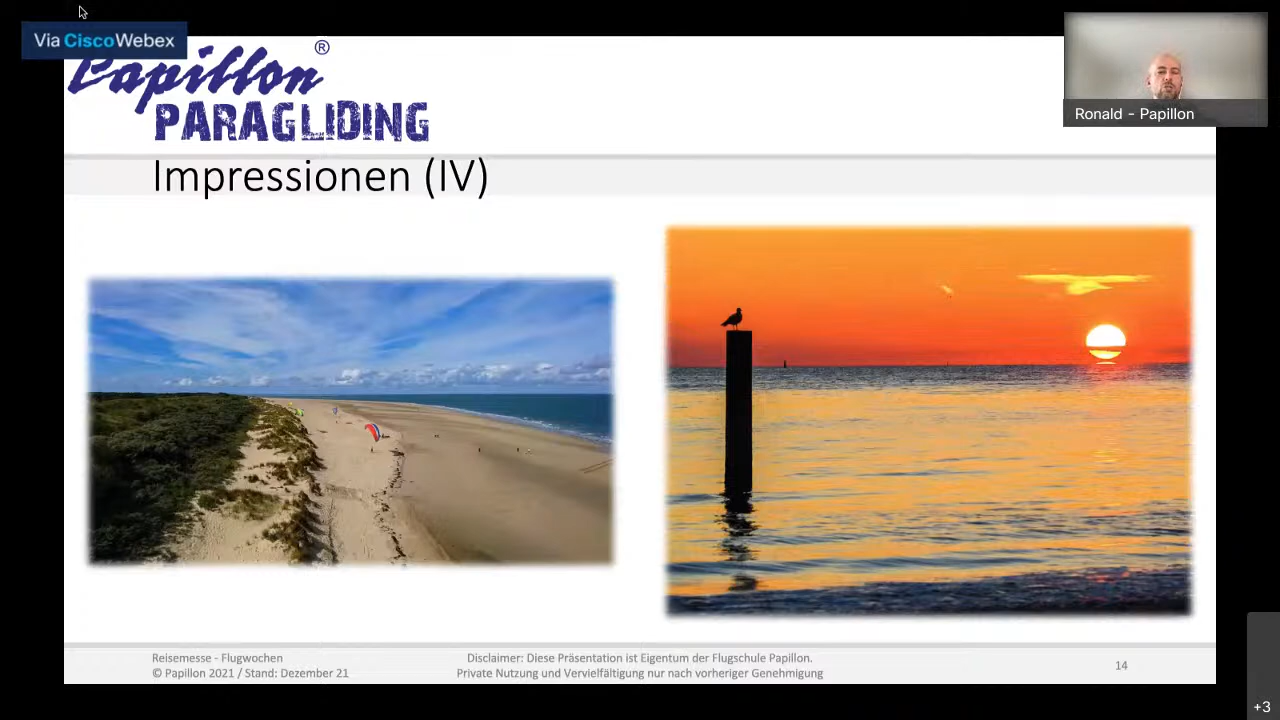 Via CiscoWebex
Papillon®
PARAGLIDING
Ronald - Papillon
Impressionen (IV)
Reisemesse - Flugwochen
© Papillon 2021 / Stand: Dezember 21
Disclaimer: Diese Präsentation ist Eigentum der Flugschule Papillon.
Private Nutzung und Vervielfältigung nur nach vorheriger Genehmigung
14
+3